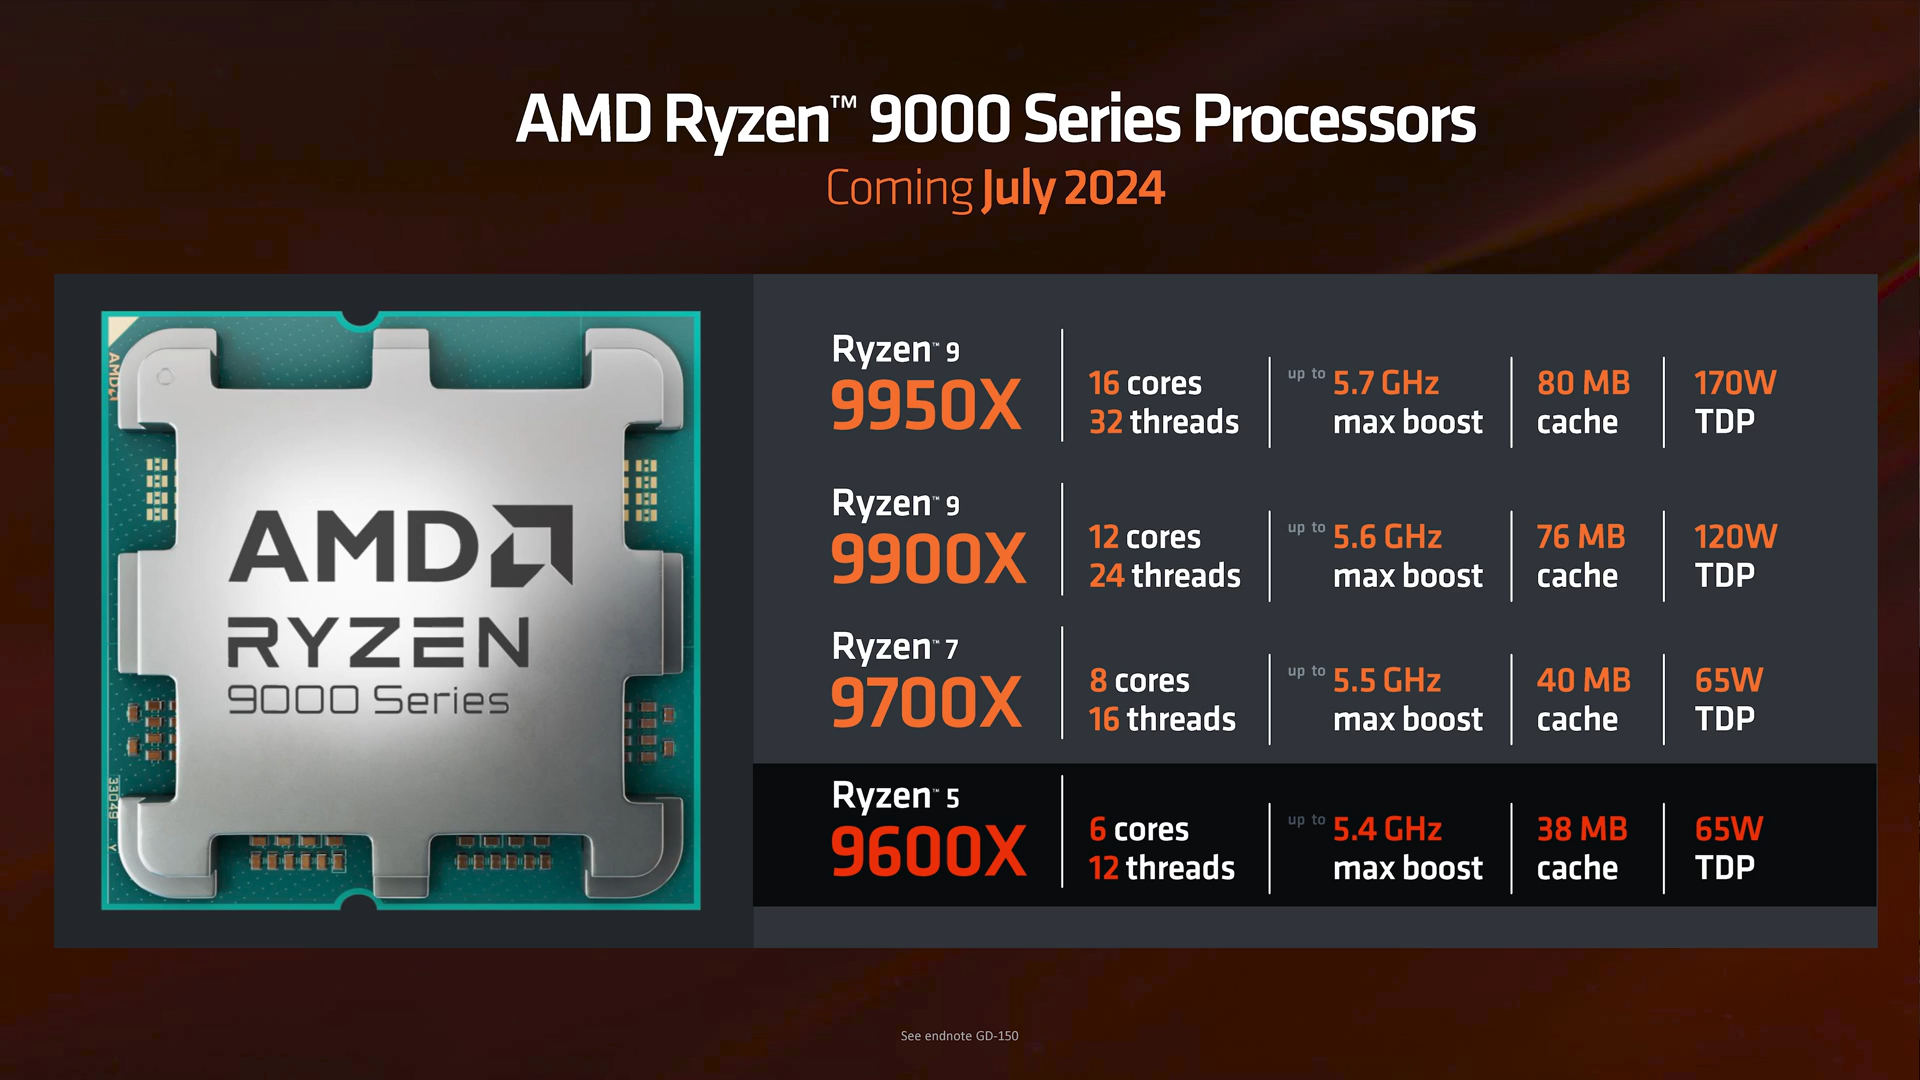 AMD Ryzen™ 9000 Series Processors
Coming July 2024
AMD
RYZEN
9000 Series
33049 Y
Ryzen™ 9
9950X
16 cores
32 threads
up to 5.7 GHz
max boost
80 MB
cache
170W
TDP
Ryzen™ 9
9900X
12 cores
24 threads
up to 5.6 GHz
max boost
76 MB
cache
120W
TDP
Ryzen™ 7
9700X
8 cores
16 threads
up to 5.5 GHz
max boost
40 MB
cache
65W
TDP
Ryzen™ 5
9600X
6 cores
12 threads
up to 5.4 GHz
max boost
38 MB
cache
65W
TDP
See endnote GD-150